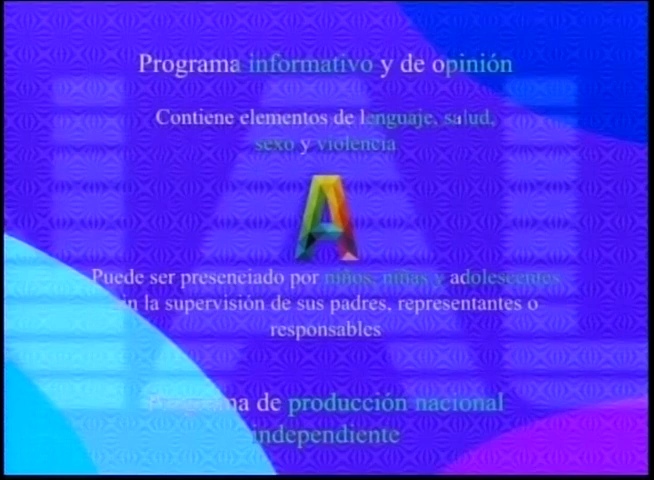 Programa informativo y de opinión
Contiene elementos de lenguaje, salud,
sexo y violencia
A
Puede ser presenciado por niños, niñas y adolescentes
sin la supervisión de sus padres, representantes o
responsables
Programa de producción nacional
independiente